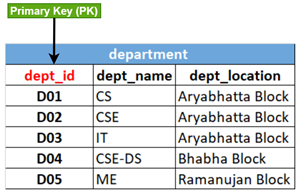 Primary Key (PK)
department
dept_id dept_name dept_location
D01 CS Aryabhatta Block
D02 CSE Aryabhatta Block
D03 IT Aryabhatta Block
D04 CSE-DS Bhabha Block
D05 ME Ramanujan Block